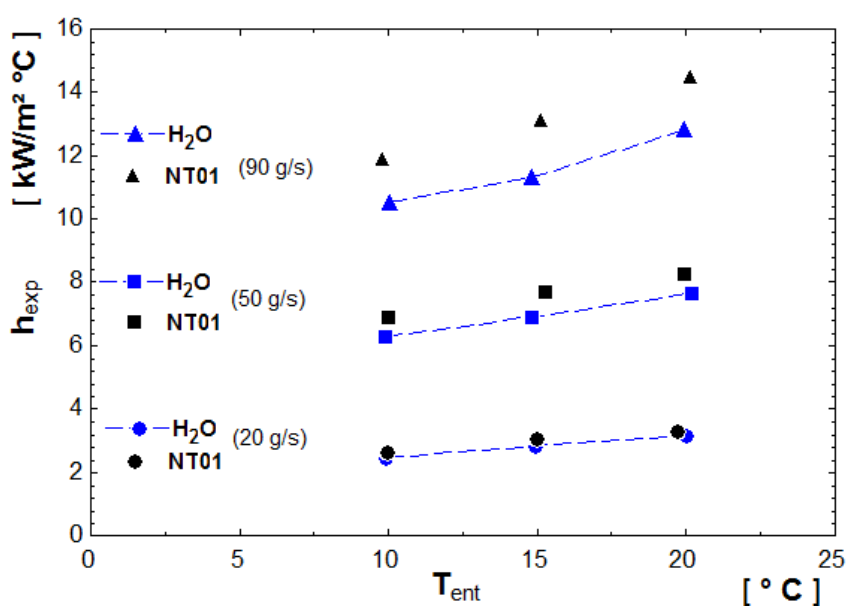 16
14
12
10
8
6
4
2
0
h_exp [ kW/m² ºC ]
H₂O
NT01 (90 g/s)
H₂O
NT01 (50 g/s)
H₂O
NT01 (20 g/s)
0 5 10 15 20 25
T_ent [ º C ]